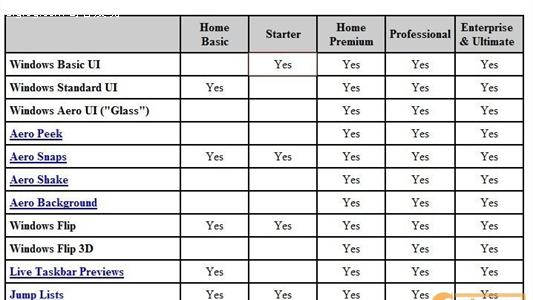 Home Basic Starter Home Premium Professional Enterprise & Ultimate
Windows Basic UI Yes Yes Yes Yes
Windows Standard UI Yes Yes Yes Yes
Windows Aero UI ("Glass") Yes Yes Yes
Aero Peek Yes Yes Yes
Aero Snaps Yes Yes Yes Yes Yes
Aero Shake Yes Yes Yes
Aero Background Yes Yes Yes
Windows Flip Yes Yes Yes Yes Yes
Windows Flip 3D Yes Yes Yes
Live Taskbar Previews Yes Yes Yes Yes
Jump Lists Yes Yes Yes Yes Yes